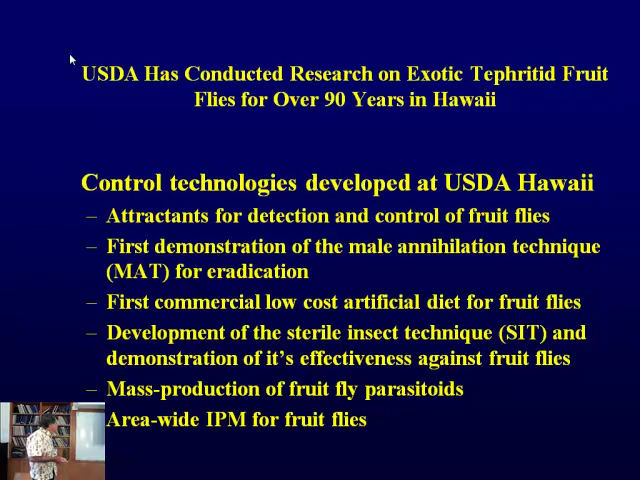 USDA Has Conducted Research on Exotic Tephritid Fruit
Flies for Over 90 Years in Hawaii
Control technologies developed at USDA Hawaii
– Attractants for detection and control of fruit flies
– First demonstration of the male annihilation technique
(MAT) for eradication
– First commercial low cost artificial diet for fruit flies
– Development of the sterile insect technique (SIT) and
demonstration of it's effectiveness against fruit flies
– Mass-production of fruit fly parasitoids
Area-wide IPM for fruit flies